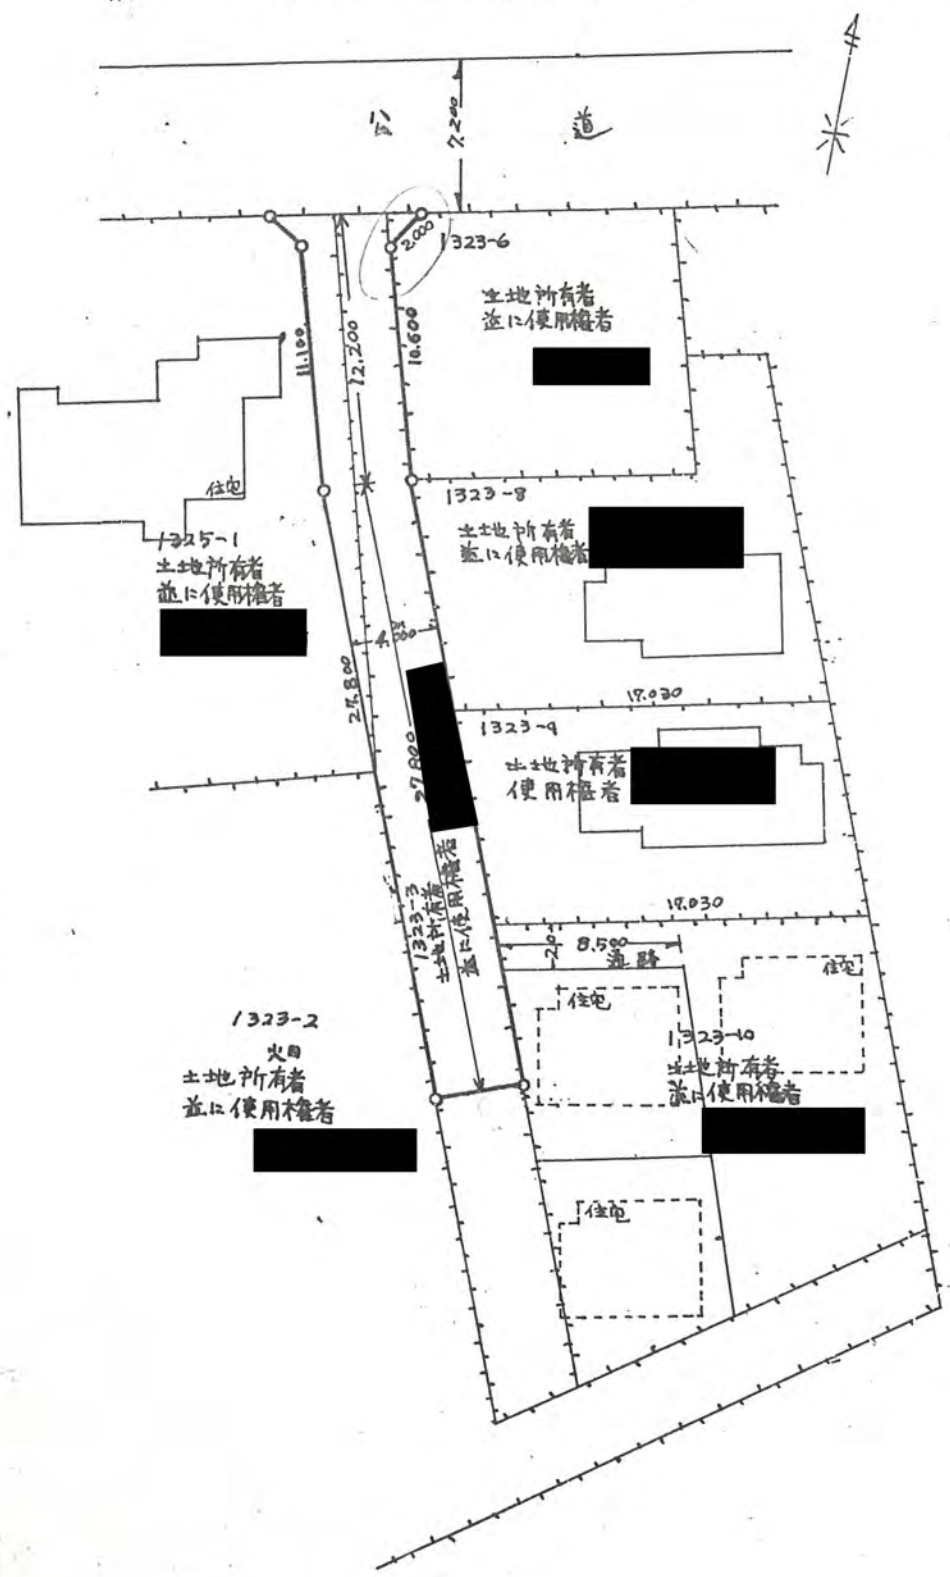 公道
7.200
2.000
1323-6
土地所有者
並に使用権者
11.100
12.200
10.600
住宅
1325-1
土地所有者
並に使用権者
1323-8
土地所有者
並に使用権者
4.000
27.800
27.800
17.030
1323-9
土地所有者
使用権者
1323-3
土地所有者
並に使用権者
17.030
8.500
通路
2.0
住宅
住宅
1323-2
畑
土地所有者
並に使用権者
1323-10
土地所有者
並に使用権者
住宅